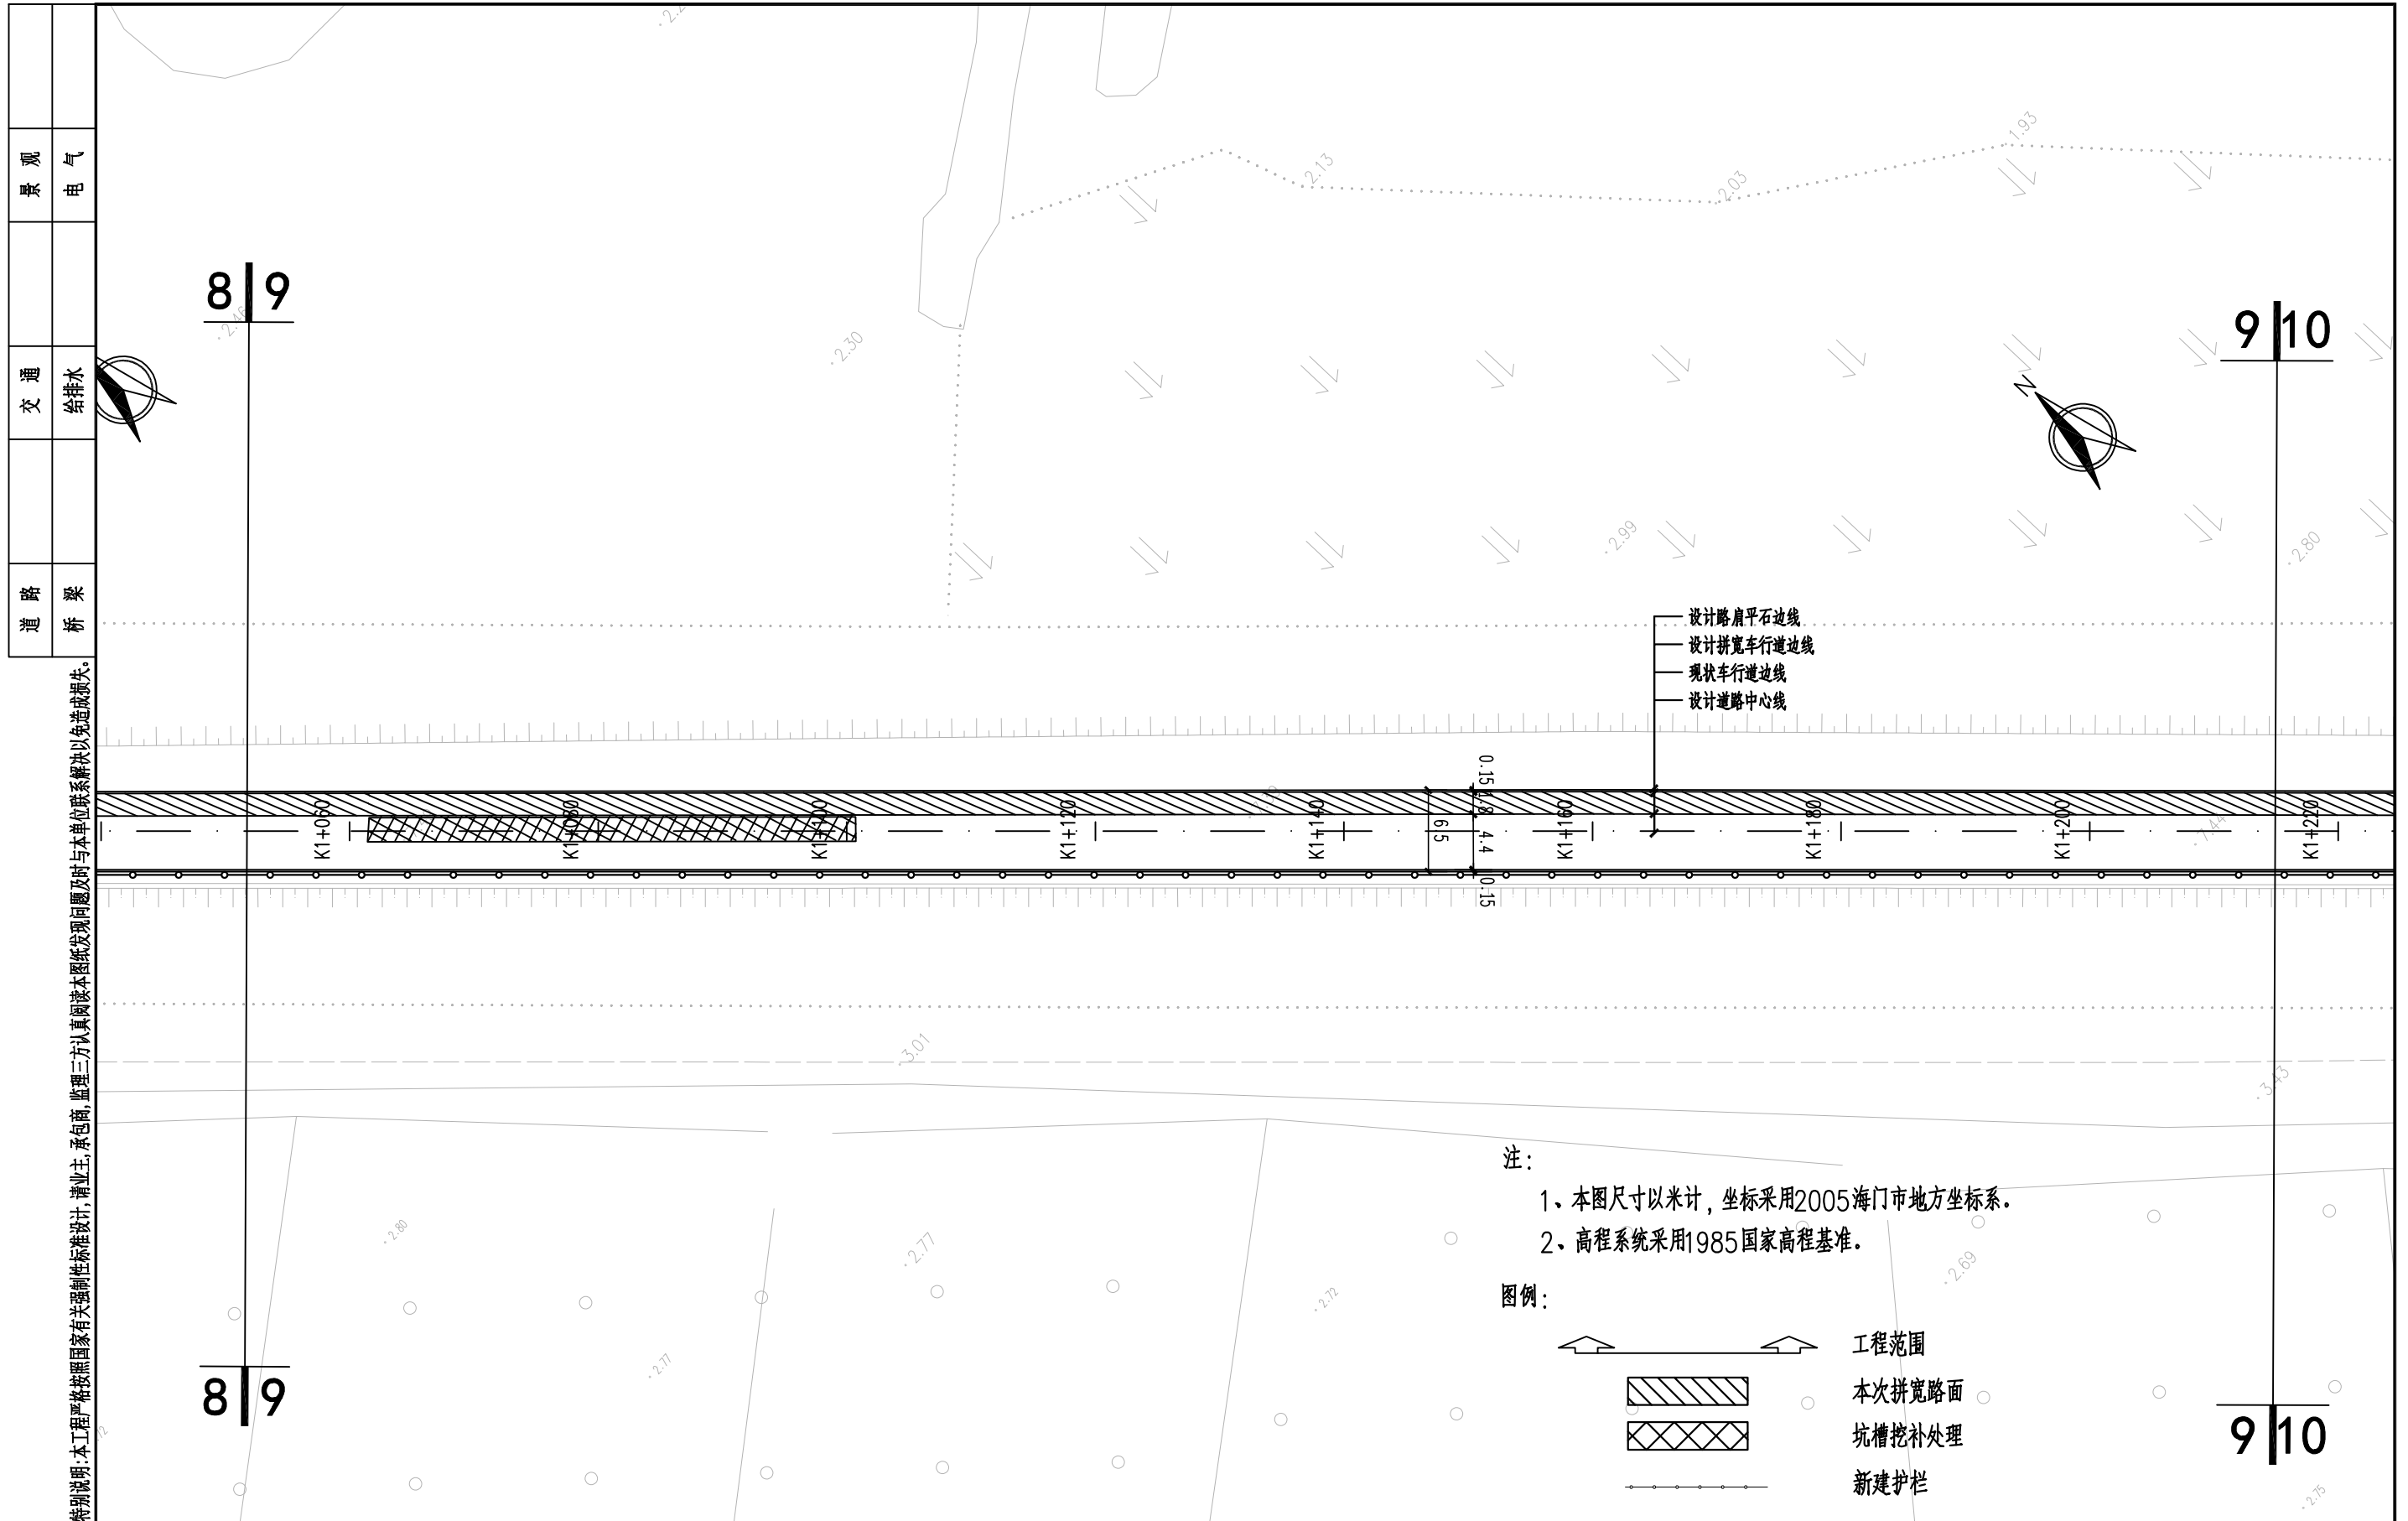 景 观
电 气
交 通
给排水
道 路
桥 梁
特别说明:本工程严格按照国家有关强制性标准设计,请业主,承包商,监理三方认真阅读本图纸发现问题及时与本单位联系解决以免造成损失。
8 9
9 10
N
2.46
2.30
2.13
2.03
1.93
2.99
2.80
设计路肩平石边线
设计拼宽车行道边线
现状车行道边线
设计道路中心线
K1+060
K1+080
K1+100
K1+120
K1+140
K1+160
K1+180
K1+200
K1+220
0.15
1.8
4.4
0.15
6.5
7.44
3.01
3.43
2.80
2.77
2.77
2.72
2.69
2.75
注:
1、本图尺寸以米计,坐标采用2005海门市地方坐标系。
2、高程系统采用1985国家高程基准。
图例:
工程范围
本次拼宽路面
坑槽挖补处理
新建护栏
8 9
9 10